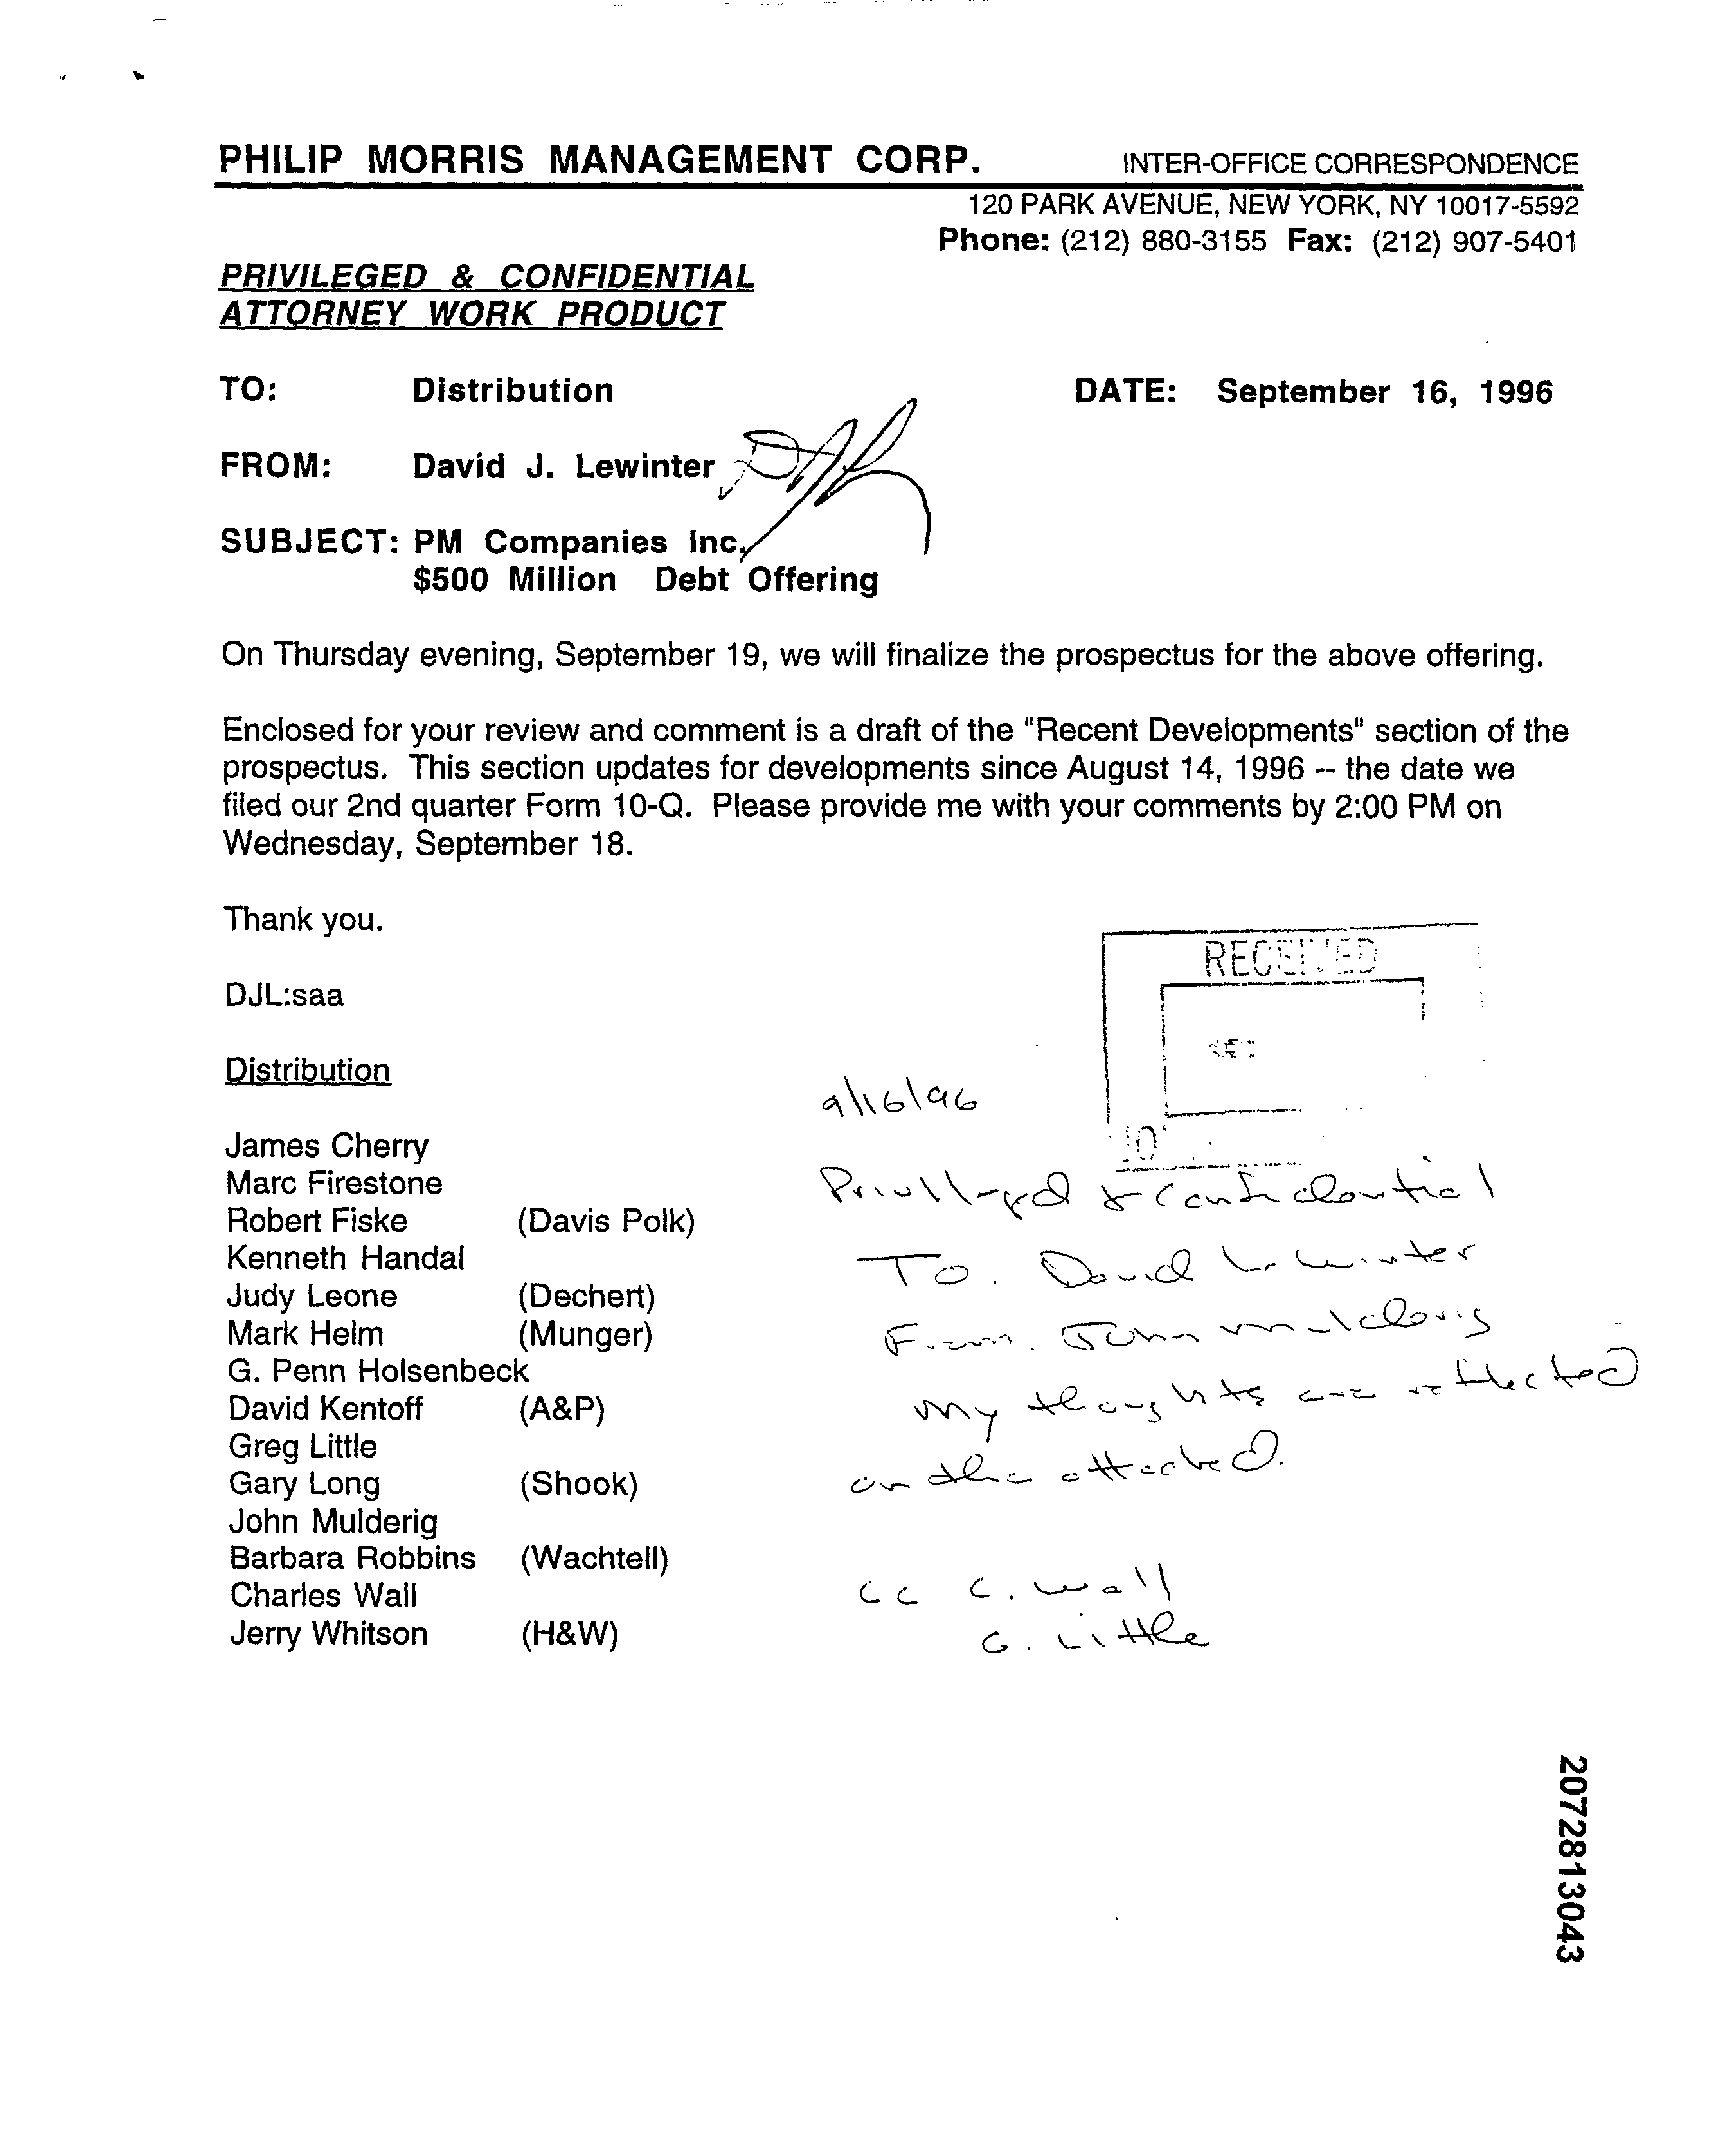 PHILIP MORRIS MANAGEMENT CORP. INTER-OFFICE CORRESPONDENCE
120 PARK AVENUE, NEW YORK, NY 10017-5592
Phone: (212) 880-3155 Fax: (212) 907-5401
PRIVILEGED & CONFIDENTIAL
ATTORNEY WORK PRODUCT
TO: Distribution DATE: September 16, 1996
FROM: David J. Lewinter
SUBJECT: PM Companies Inc.
$500 Million Debt Offering
On Thursday evening, September 19, we will finalize the prospectus for the above offering.
Enclosed for your review and comment is a draft of the "Recent Developments" section of the
prospectus. This section updates for developments since August 14, 1996 -- the date we
filed our 2nd quarter Form 10-Q. Please provide me with your comments by 2:00 PM on
Wednesday, September 18.
Thank you.
RECEIVED
DJL:saa
Distribution
9/16/96
James Cherry
Marc Firestone
Privileged & Confidential
Robert Fiske (Davis Polk)
Kenneth Handal
To. David Lewinter
Judy Leone (Dechert)
Mark Helm (Munger)
From. John Mulderig
G. Penn Holsenbeck
David Kentoff (A&P)
My thoughts are reflected
Greg Little
Gary Long (Shook)
on the attached.
John Mulderig
Barbara Robbins (Wachtell)
Charles Wall
cc C. Wall
Jerry Whitson (H&W)
G. Little
2072813043